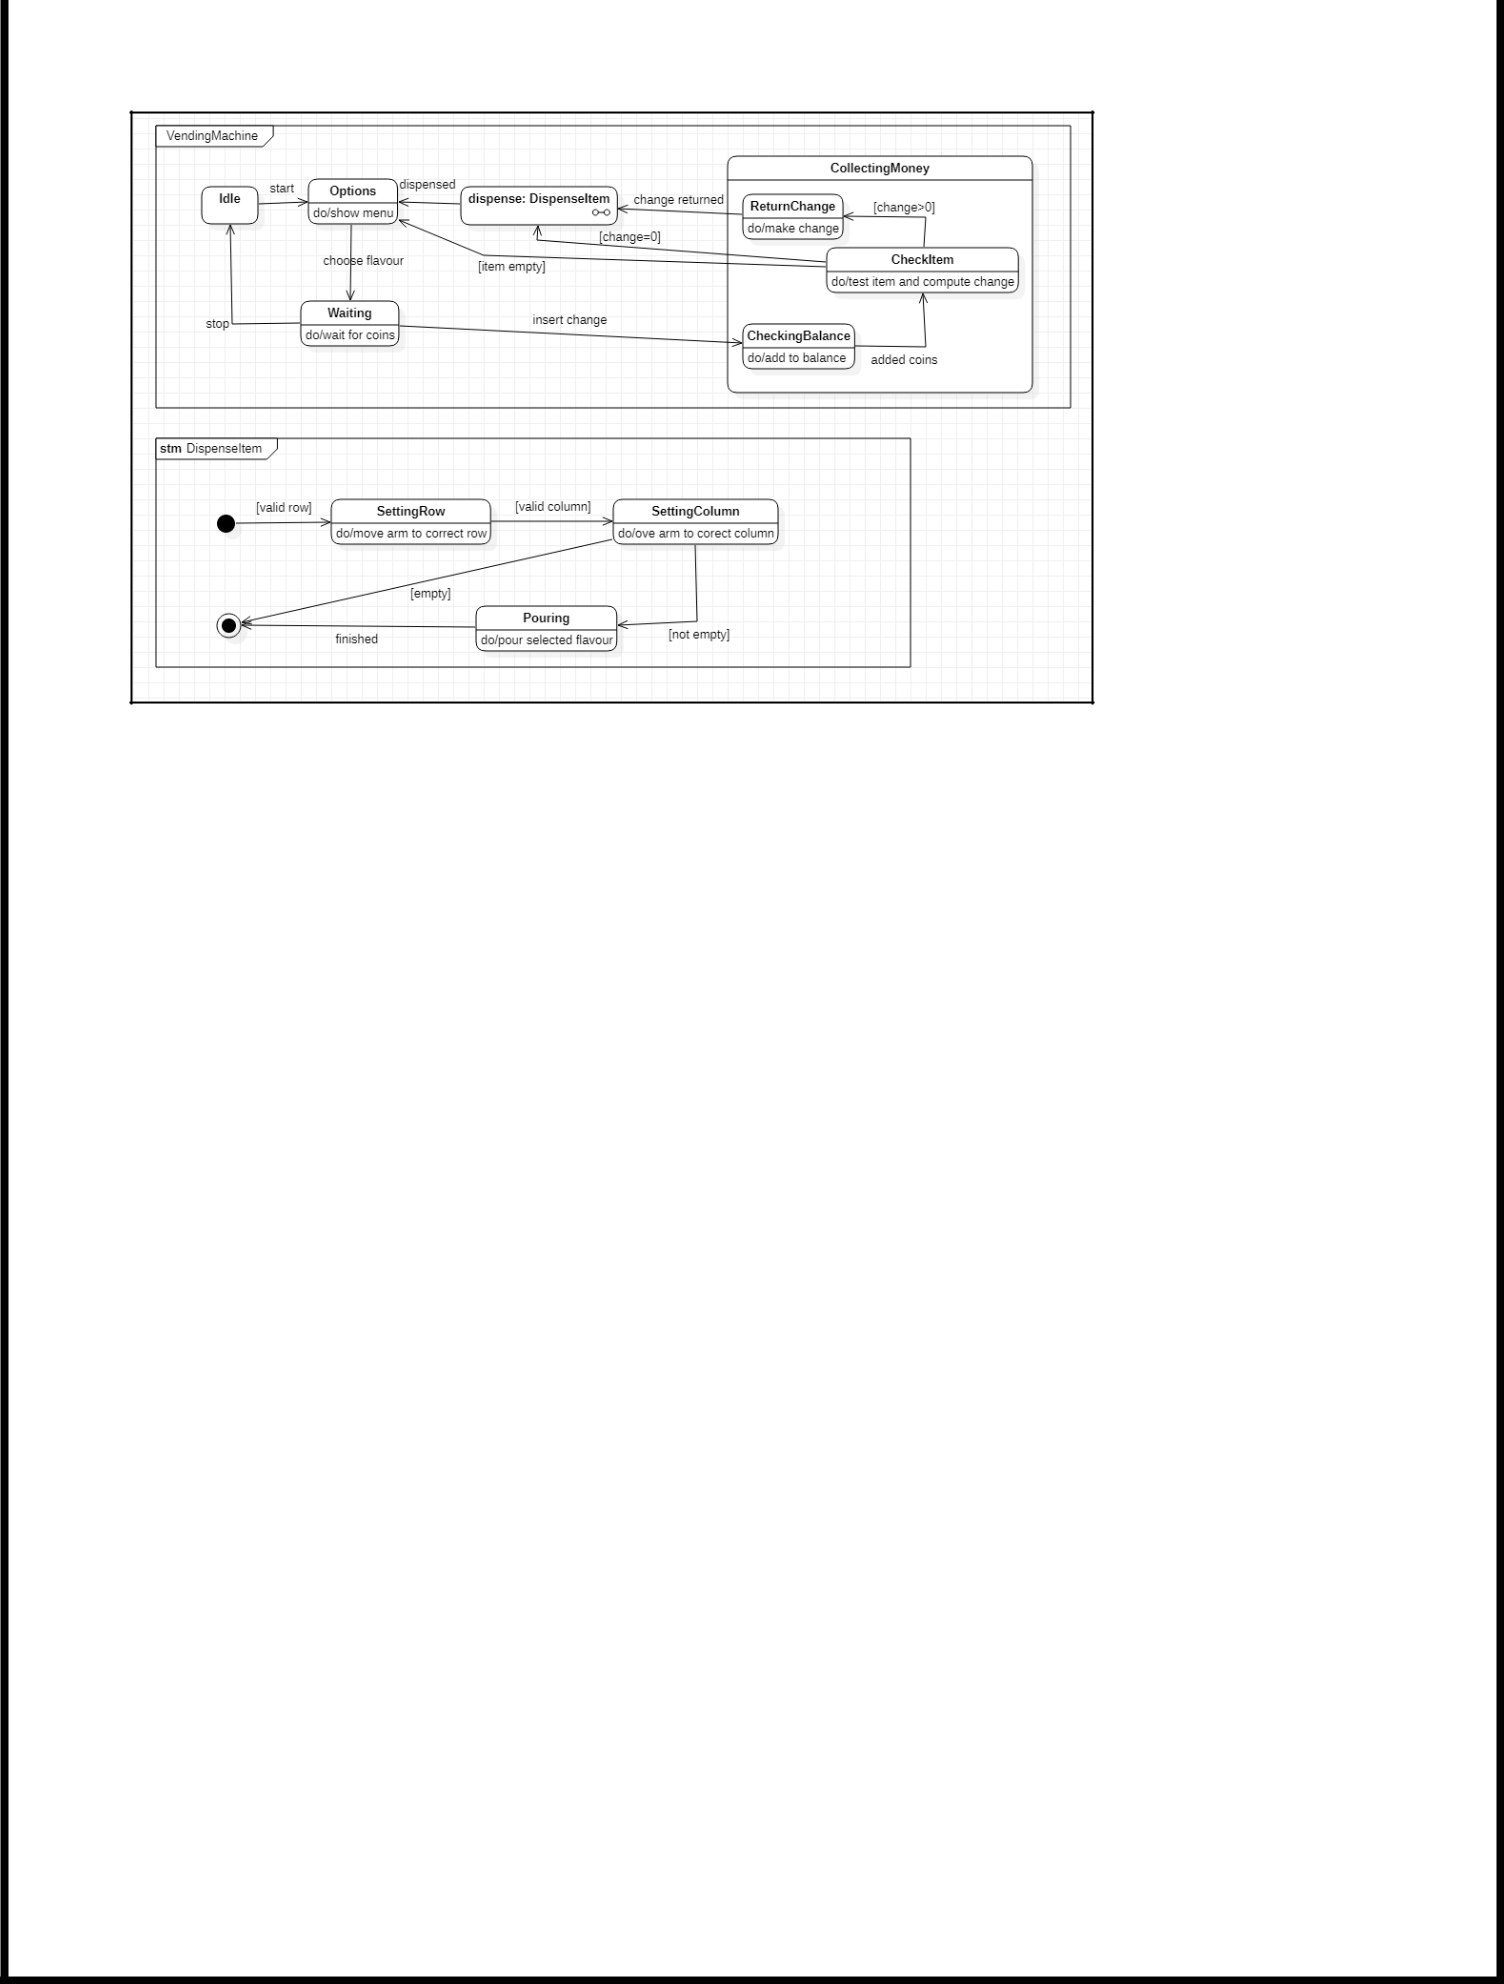 VendingMachine
CollectingMoney
Idle
start
Options
do/show menu
dispensed
dispense: DispenseItem
change returned
ReturnChange
do/make change
[change>0]
[change=0]
[item empty]
CheckItem
do/test item and compute change
choose flavour
Waiting
do/wait for coins
stop
insert change
CheckingBalance
do/add to balance
added coins
stm DispenseItem
[valid row]
SettingRow
do/move arm to correct row
[valid column]
SettingColumn
do/ove arm to corect column
[empty]
Pouring
do/pour selected flavour
[not empty]
finished